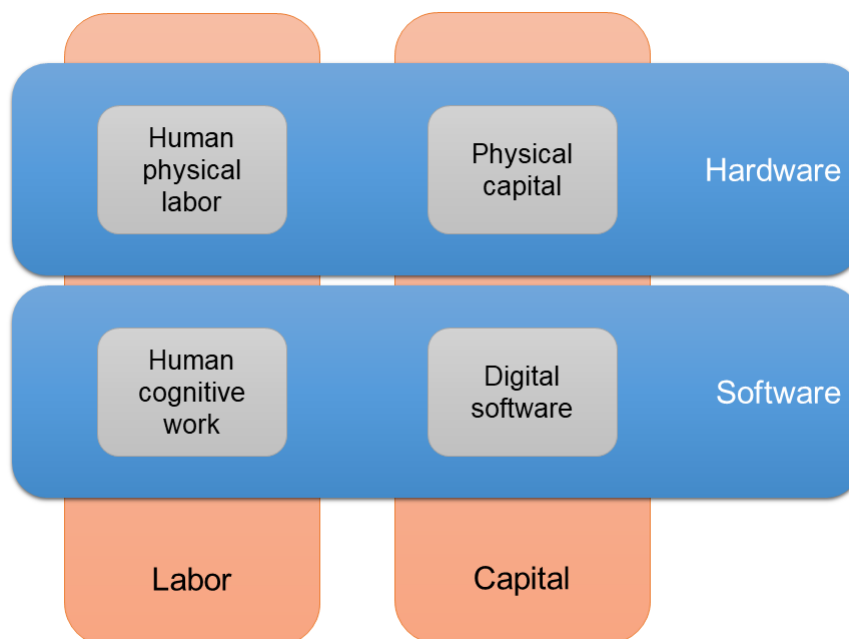 Human
physical
labor
Physical
capital
Hardware
Human
cognitive
work
Digital
software
Software
Labor
Capital